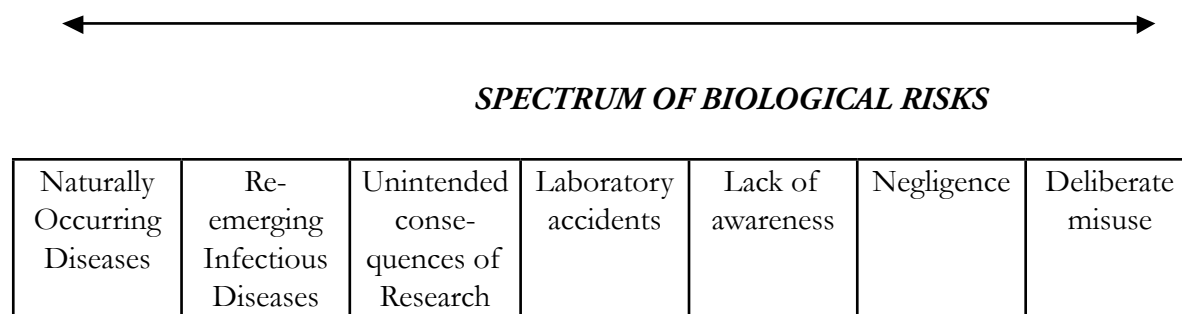 SPECTRUM OF BIOLOGICAL RISKS
Naturally
Occurring
Diseases
Re-
emerging
Infectious
Diseases
Unintended
conse-
quences of
Research
Laboratory
accidents
Lack of
awareness
Negligence
Deliberate
misuse